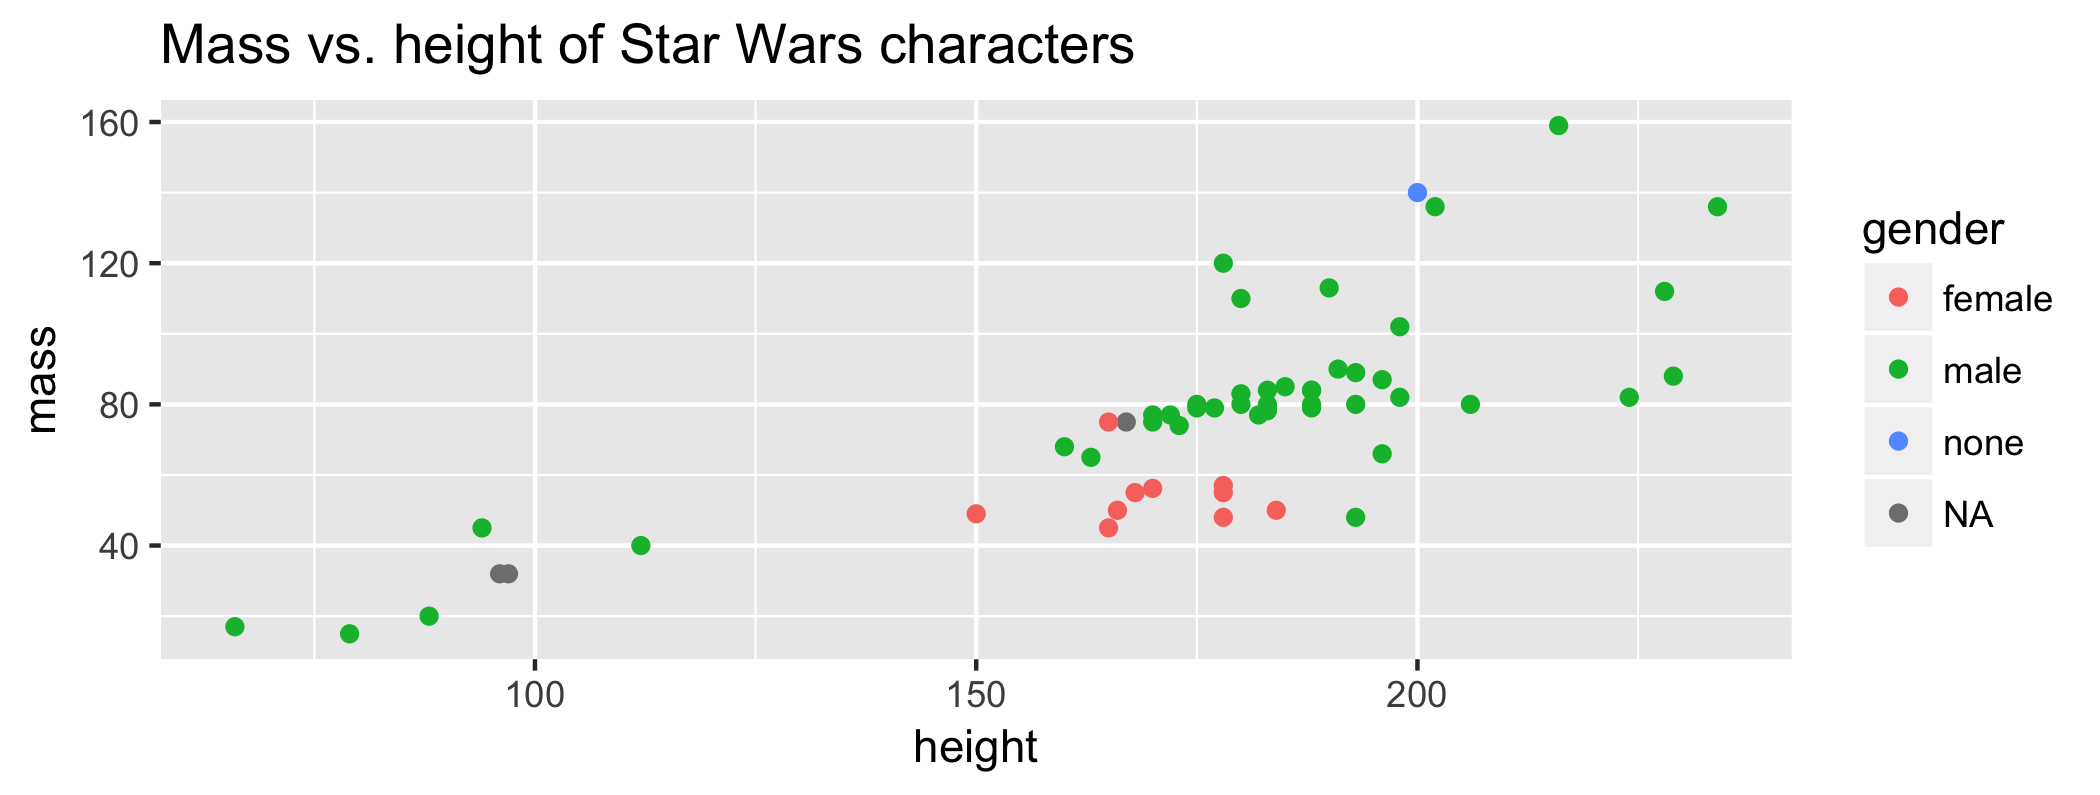 Mass vs. height of Star Wars characters
160
120
80
40
mass
100 150 200
height
gender
female
male
none
NA